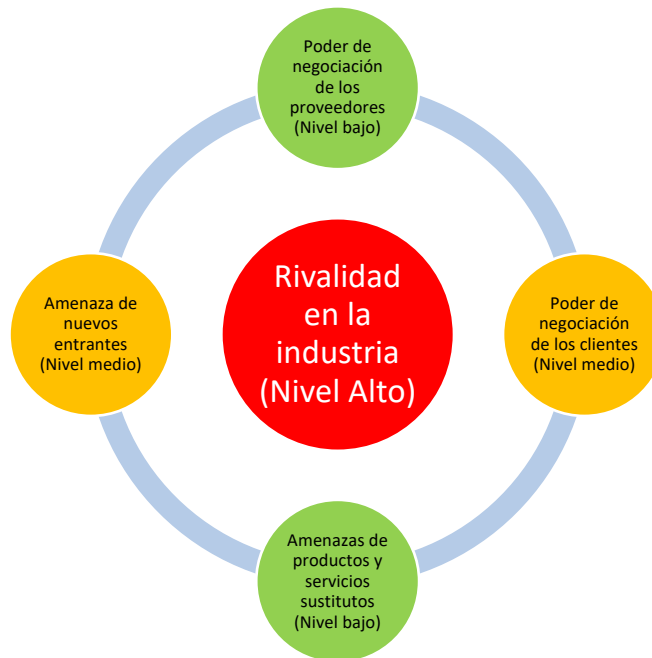 Poder de
negociación
de los
proveedores
(Nivel bajo)
Amenaza de
nuevos
entrantes
(Nivel medio)
Rivalidad
en la
industria
(Nivel Alto)
Poder de
negociación
de los clientes
(Nivel medio)
Amenazas de
productos y
servicios
sustitutos
(Nivel bajo)